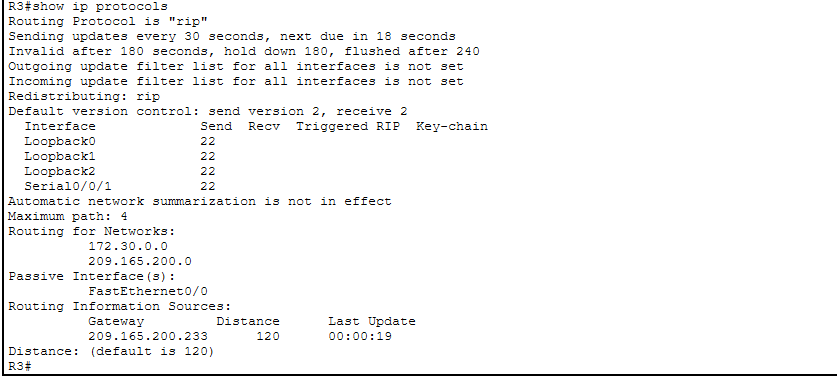 R3#show ip protocols
Routing Protocol is "rip"
Sending updates every 30 seconds, next due in 18 seconds
Invalid after 180 seconds, hold down 180, flushed after 240
Outgoing update filter list for all interfaces is not set
Incoming update filter list for all interfaces is not set
Redistributing: rip
Default version control: send version 2, receive 2
  Interface             Send  Recv  Triggered RIP  Key-chain
  Loopback0             22
  Loopback1             22
  Loopback2             22
  Serial0/0/1           22
Automatic network summarization is not in effect
Maximum path: 4
Routing for Networks:
          172.30.0.0
          209.165.200.0
Passive Interface(s):
          FastEthernet0/0
Routing Information Sources:
          Gateway         Distance      Last Update
          209.165.200.233      120      00:00:19
Distance: (default is 120)
R3#